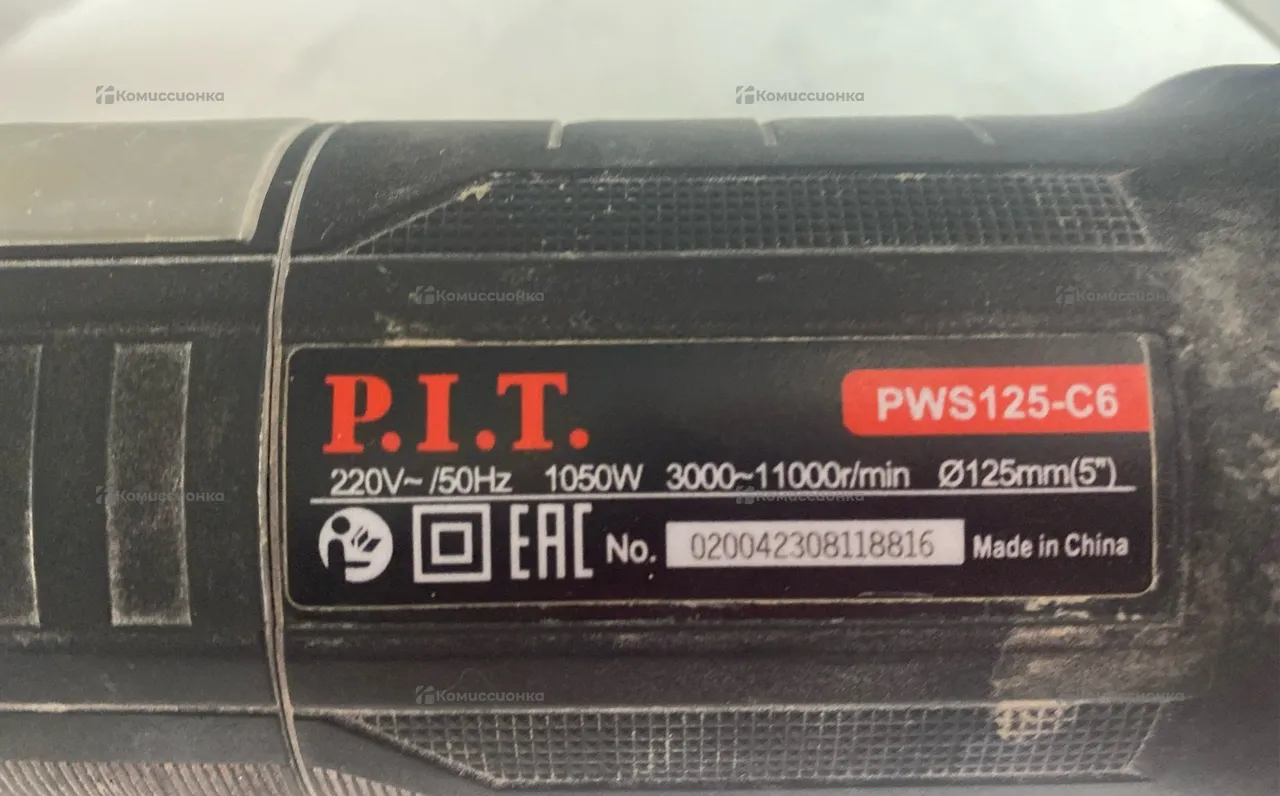 Комиссионка Комиссионка
Комиссионка Комиссионка
P.I.T. PWS125-C6
220V~ /50Hz 1050W 3000~11000r/min Ø125mm(5")
Комиссионка Комиссионка
EAC No. 020042308118816 Made in China
Комиссионка Комиссионка